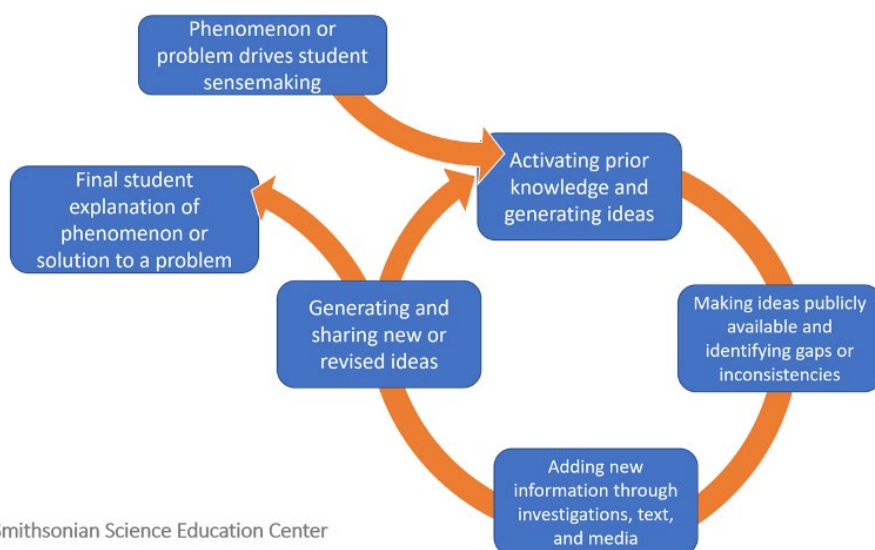 Phenomenon or
problem drives student
sensemaking
Activating prior
knowledge and
generating ideas
Making ideas publicly
available and
identifying gaps or
inconsistencies
Adding new
information through
investigations, text,
and media
Generating and
sharing new or
revised ideas
Final student
explanation of
phenomenon or
solution to a problem
mithsonian Science Education Center